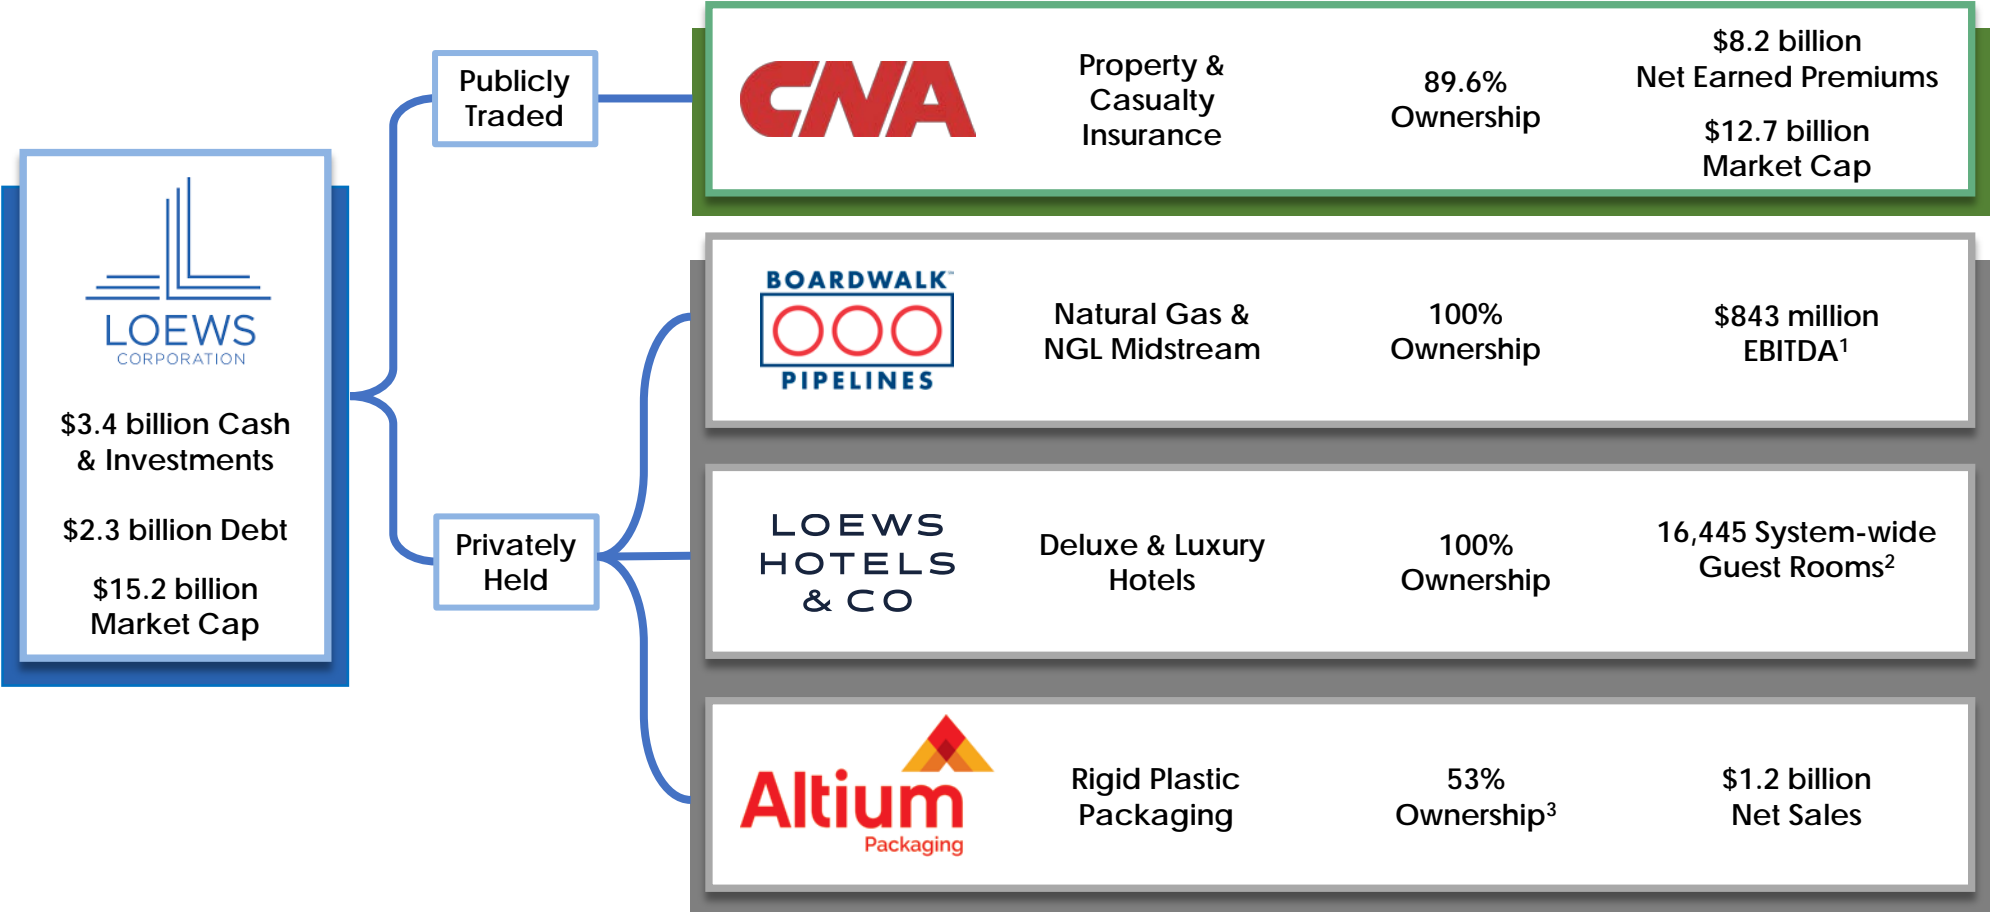 LOEWS
CORPORATION
$3.4 billion Cash
& Investments
$2.3 billion Debt
$15.2 billion
Market Cap
Publicly
Traded
Privately
Held
CNA
Property &
Casualty
Insurance
89.6%
Ownership
$8.2 billion
Net Earned Premiums
$12.7 billion
Market Cap
BOARDWALK™
PIPELINES
Natural Gas &
NGL Midstream
100%
Ownership
$843 million
EBITDA¹
LOEWS
HOTELS
& CO
Deluxe & Luxury
Hotels
100%
Ownership
16,445 System-wide
Guest Rooms²
Altium
Packaging
Rigid Plastic
Packaging
53%
Ownership³
$1.2 billion
Net Sales